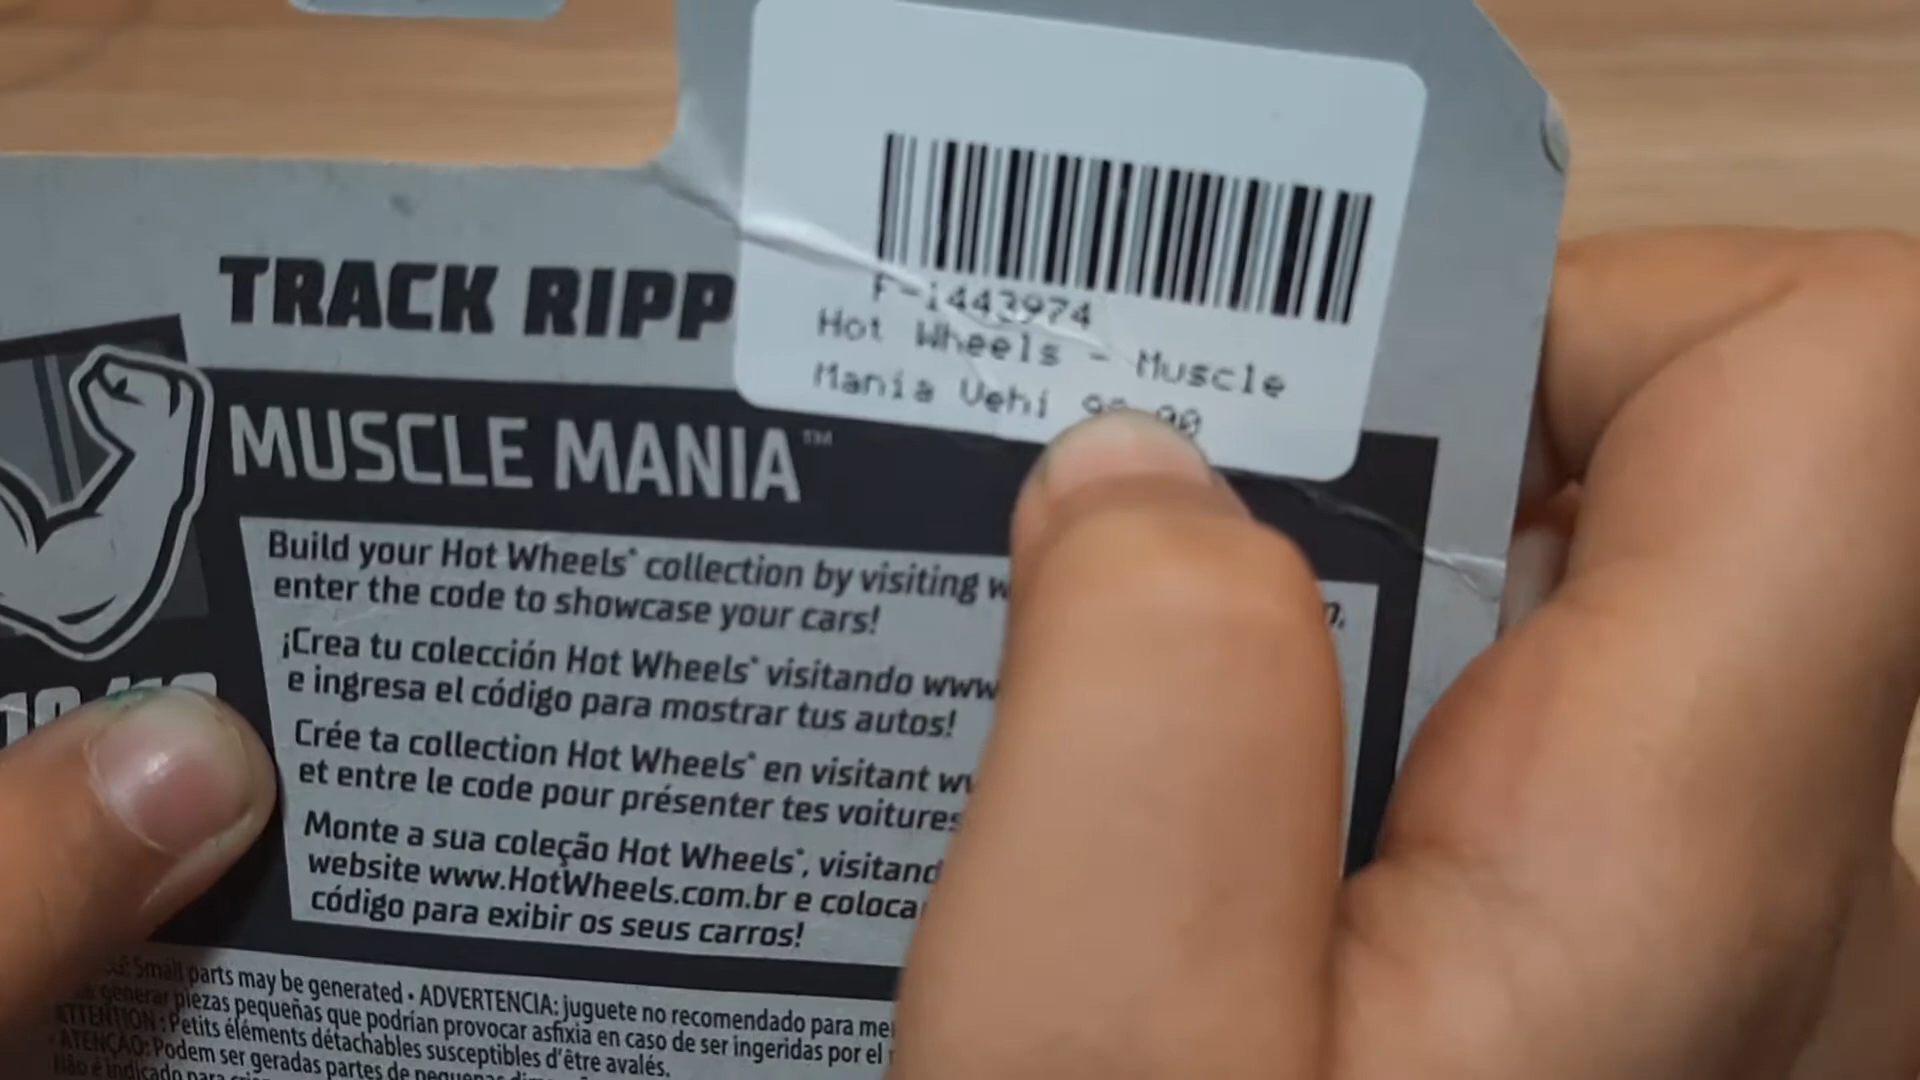 F-1443974
Hot Wheels - Muscle
Mania Vehi
TRACK RIPP
MUSCLE MANIA™
Build your Hot Wheels® collection by visiting
enter the code to showcase your cars!
¡Crea tu colección Hot Wheels® visitando www
e ingresa el código para mostrar tus autos!
Crée ta collection Hot Wheels® en visitant
et entre le code pour présenter tes voitures
Monte a sua coleção Hot Wheels®, visitand
website www.HotWheels.com.br e coloca
código para exibir os seus carros!
Small parts may be generated • ADVERTENCIA: juguete no recomendado para me
generar piezas pequeñas que podrían provocar asfixia en caso de ser ingeridas por el
ATTENTION : Petits éléments détachables susceptibles d'être avalés.
• ATENÇÃO: Podem ser geradas partes de
Não é indicado para